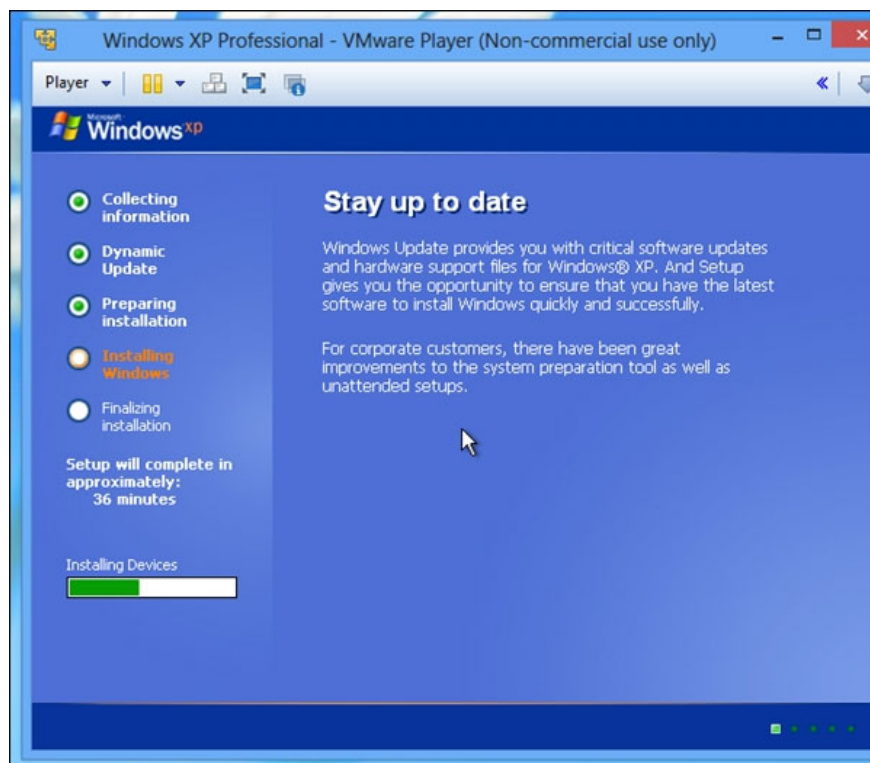 Windows XP Professional - VMware Player (Non-commercial use only)
Player
Microsoft
Windows xp
Collecting
information
Dynamic
Update
Preparing
installation
Installing
Windows
Finalizing
installation
Setup will complete in
approximately:
36 minutes
Installing Devices
Stay up to date
Windows Update provides you with critical software updates
and hardware support files for Windows® XP. And Setup
gives you the opportunity to ensure that you have the latest
software to install Windows quickly and successfully.
For corporate customers, there have been great
improvements to the system preparation tool as well as
unattended setups.